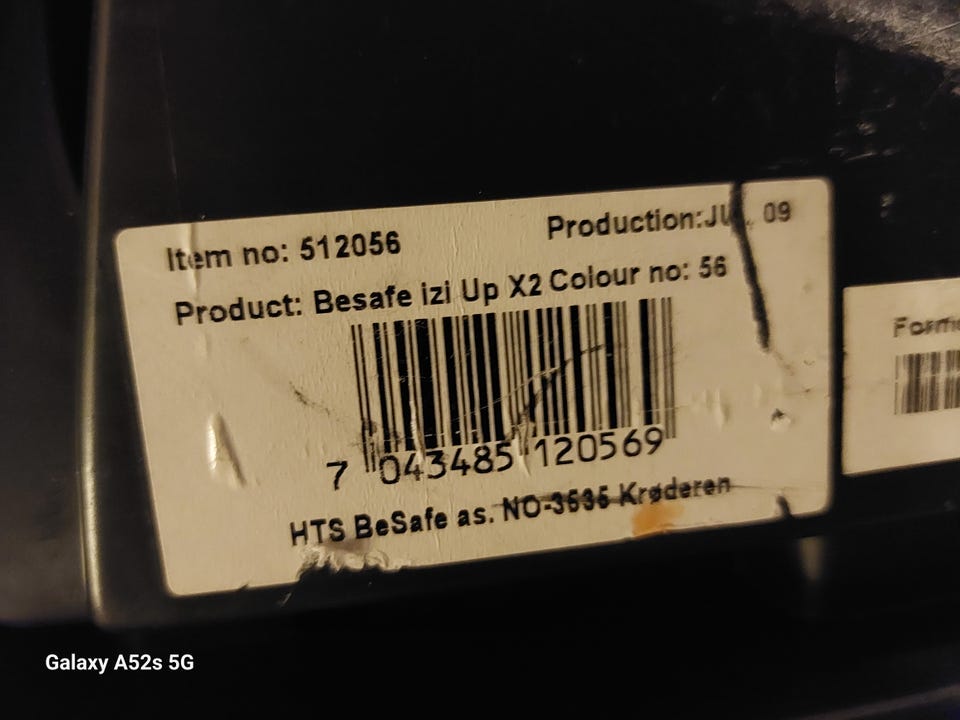 Item no: 512056
Production: 09
Product: Besafe izi Up X2 Colour no: 56
7 043485 120569
HTS BeSafe as. NO-3535 Krøderen
Galaxy A52s 5G